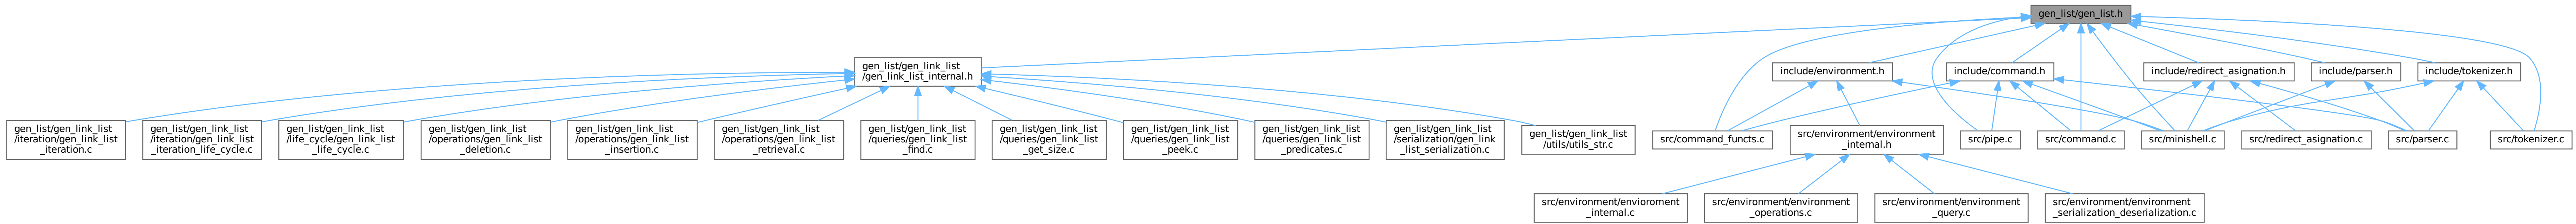 gen_list/gen_list.h
gen_list/gen_link_list
/gen_link_list_internal.h
include/environment.h
include/command.h
include/redirect_asignation.h
include/parser.h
include/tokenizer.h
gen_list/gen_link_list
/iteration/gen_link_list
_iteration.c
gen_list/gen_link_list
/iteration/gen_link_list
_iteration_life_cycle.c
gen_list/gen_link_list
/life_cycle/gen_link_list
_life_cycle.c
gen_list/gen_link_list
/operations/gen_link_list
_deletion.c
gen_list/gen_link_list
/operations/gen_link_list
_insertion.c
gen_list/gen_link_list
/operations/gen_link_list
_retrieval.c
gen_list/gen_link_list
/queries/gen_link_list
_find.c
gen_list/gen_link_list
/queries/gen_link_list
_get_size.c
gen_list/gen_link_list
/queries/gen_link_list
_peek.c
gen_list/gen_link_list
/queries/gen_link_list
_predicates.c
gen_list/gen_link_list
/serialization/gen_link
_list_serialization.c
gen_list/gen_link_list
/utils/utils_str.c
src/command_functs.c
src/environment/environment
_internal.h
src/pipe.c
src/command.c
src/minishell.c
src/redirect_asignation.c
src/parser.c
src/tokenizer.c
src/environment/envioroment
_internal.c
src/environment/environment
_operations.c
src/environment/environment
_query.c
src/environment/environment
_serialization_deserialization.c